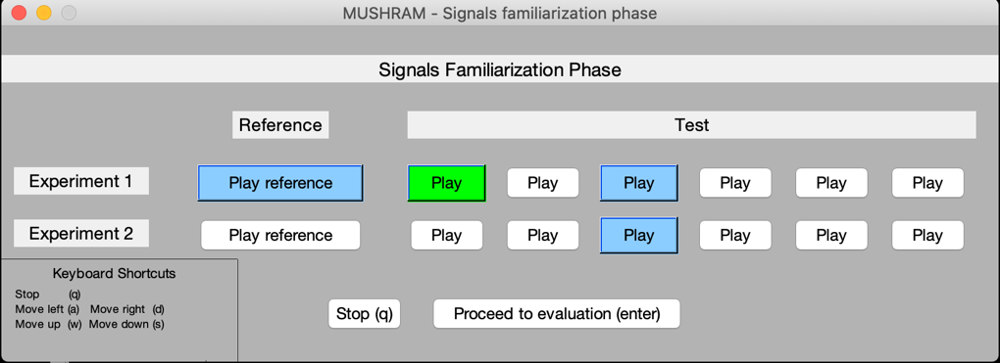 MUSHRAM - Signals familiarization phase
Signals Familiarization Phase
Reference Test
Experiment 1 Play reference Play Play Play Play Play Play
Experiment 2 Play reference Play Play Play Play Play Play
Keyboard Shortcuts
Stop (q)
Move left (a) Move right (d)
Move up (w) Move down (s)
Stop (q) Proceed to evaluation (enter)